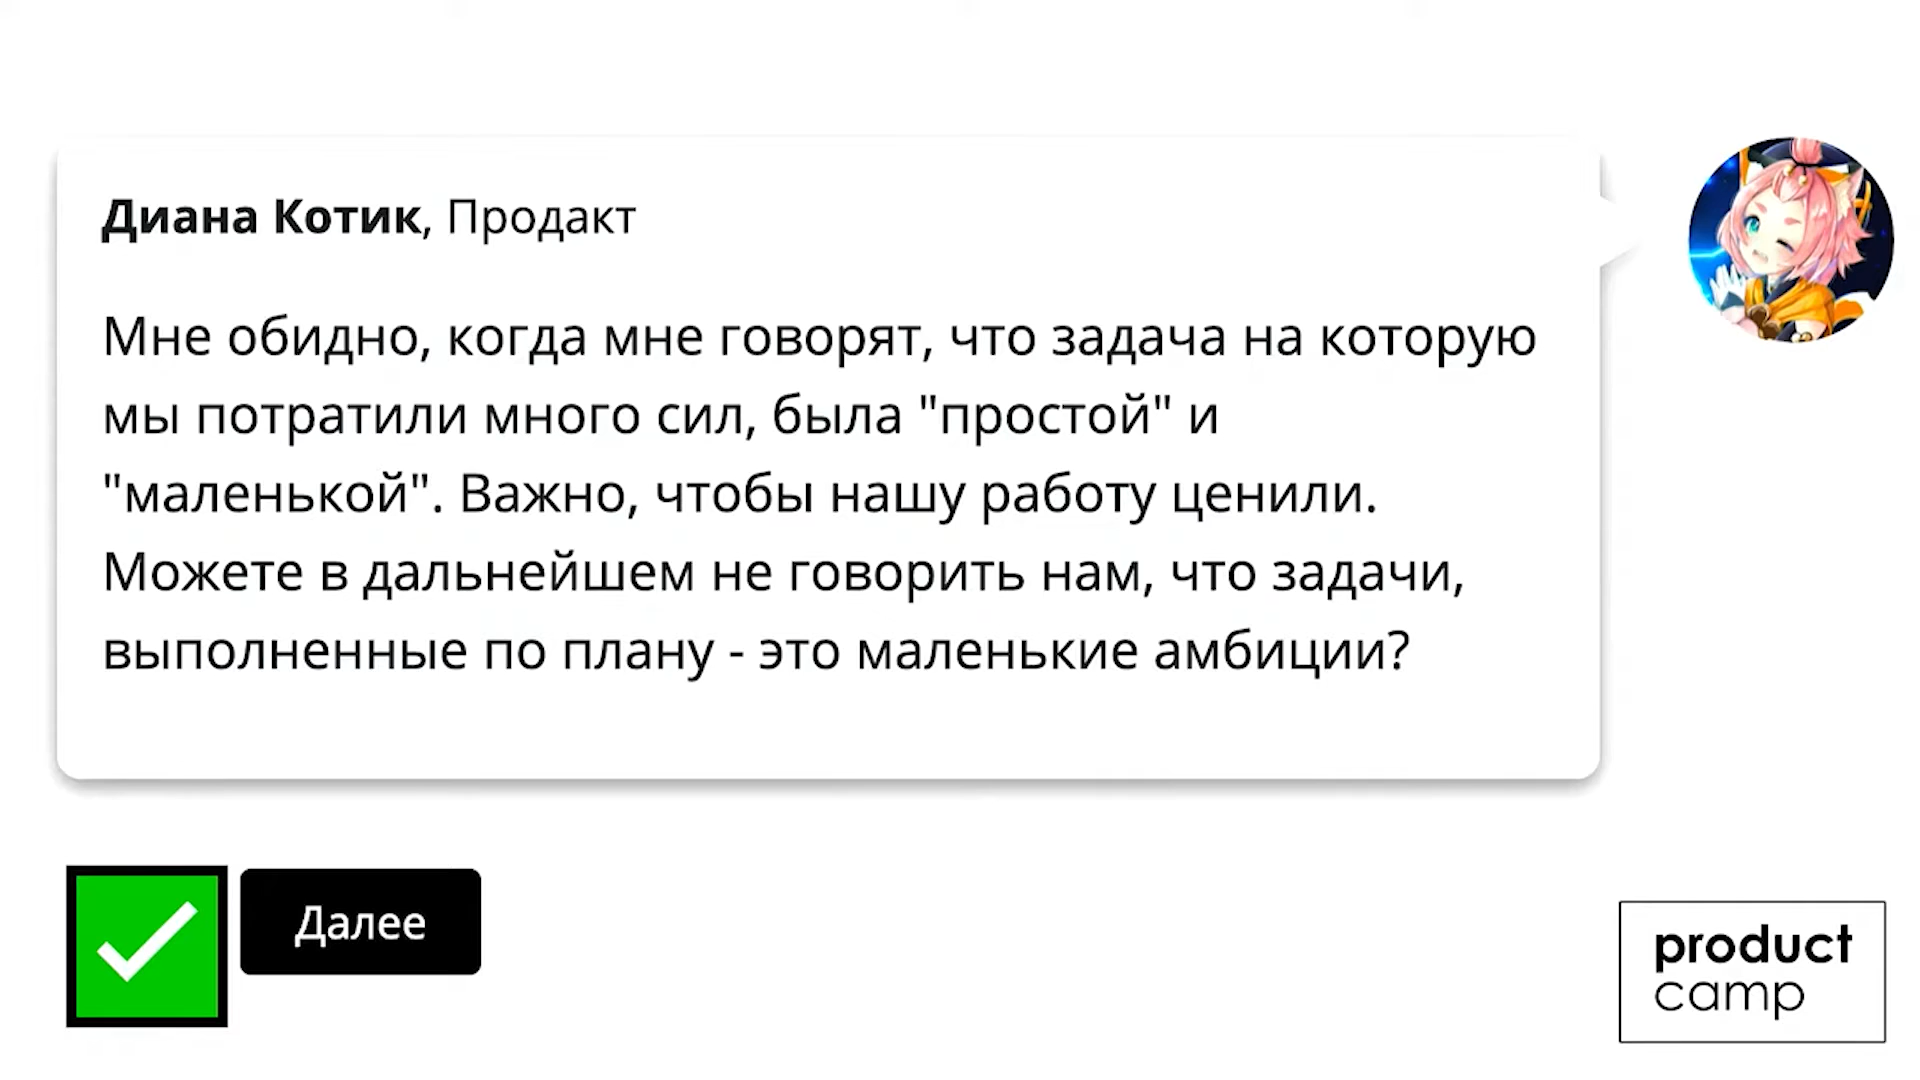 Диана Котик, Продакт
Мне обидно, когда мне говорят, что задача на которую
мы потратили много сил, была "простой" и
"маленькой". Важно, чтобы нашу работу ценили.
Можете в дальнейшем не говорить нам, что задачи,
выполненные по плану - это маленькие амбиции?
Далее
product
camp